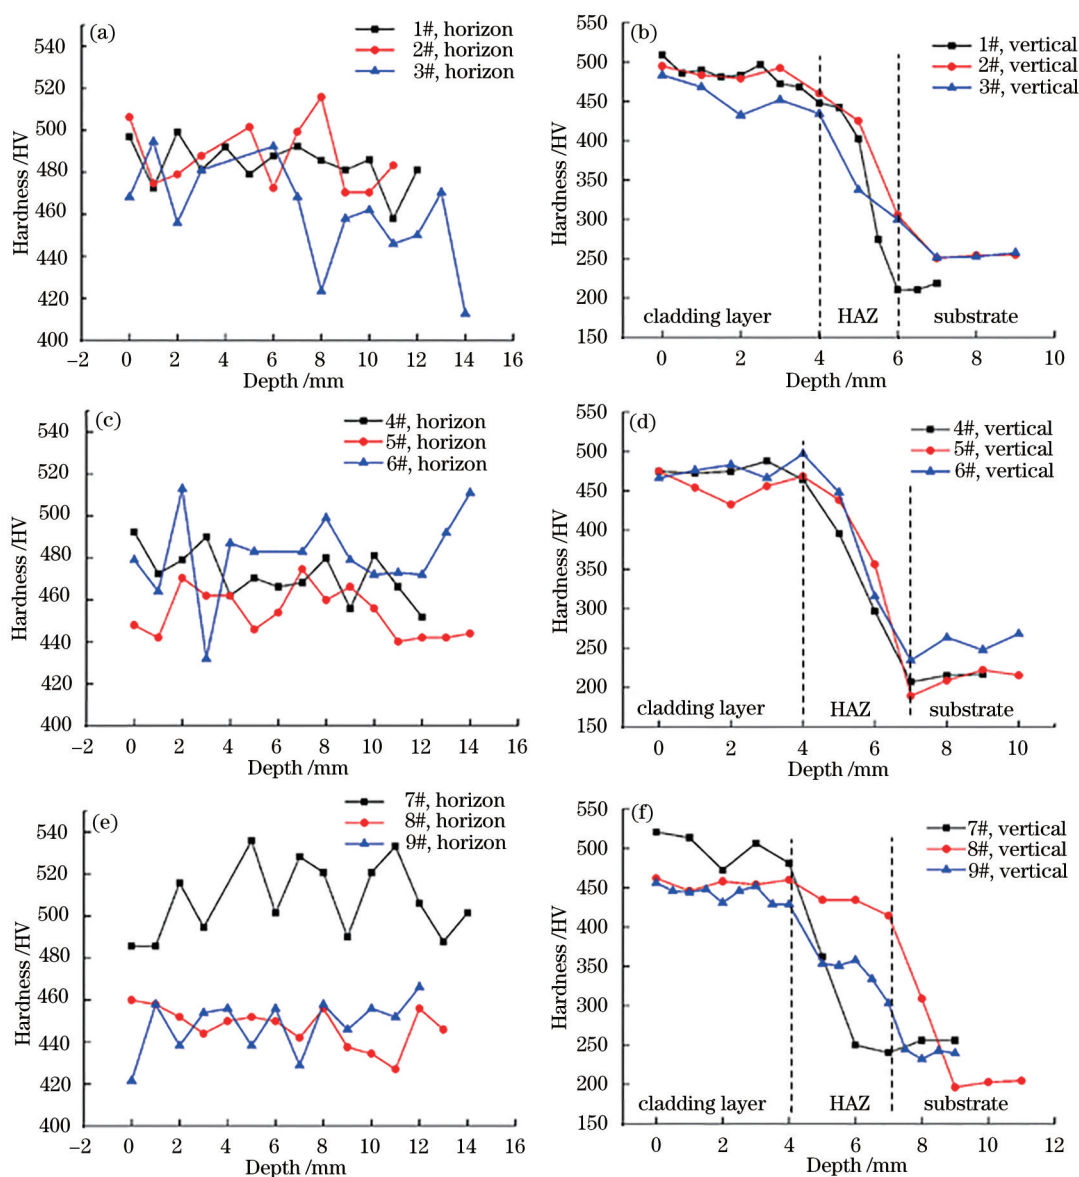 (a)
1#, horizon
2#, horizon
3#, horizon
540
520
500
480
460
440
420
400
Hardness /HV
−2 0 2 4 6 8 10 12 14 16
Depth /mm
(b)
1#, vertical
2#, vertical
3#, vertical
550
500
450
400
350
300
250
200
150
Hardness /HV
cladding layer HAZ substrate
0 2 4 6 8 10
Depth /mm
(c)
4#, horizon
5#, horizon
6#, horizon
540
520
500
480
460
440
420
400
Hardness /HV
−2 0 2 4 6 8 10 12 14 16
Depth /mm
(d)
4#, vertical
5#, vertical
6#, vertical
550
500
450
400
350
300
250
200
150
Hardness /HV
cladding layer HAZ substrate
0 2 4 6 8 10
Depth /mm
(e)
7#, horizon
8#, horizon
9#, horizon
540
520
500
480
460
440
420
400
Hardness /HV
−2 0 2 4 6 8 10 12 14 16
Depth /mm
(f)
7#, vertical
8#, vertical
9#, vertical
550
500
450
400
350
300
250
200
150
Hardness /HV
cladding layer HAZ substrate
0 2 4 6 8 10 12
Depth /mm